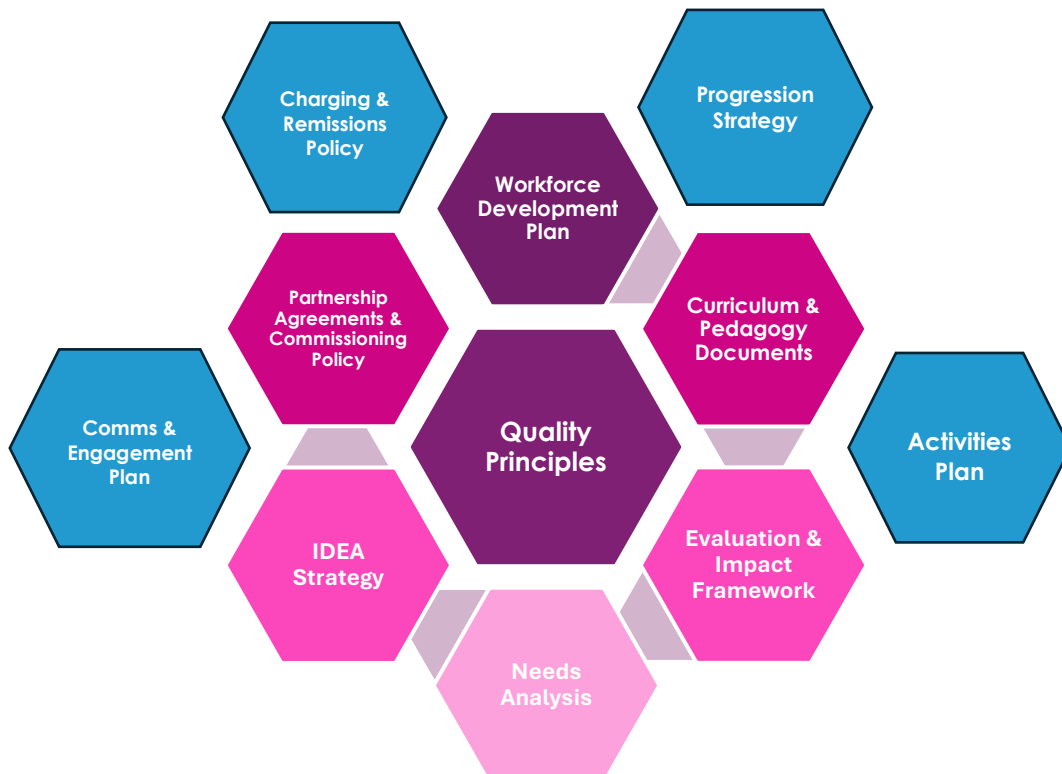 Charging &
Remissions
Policy
Progression
Strategy
Workforce
Development
Plan
Partnership
Agreements &
Commissioning
Policy
Curriculum &
Pedagogy
Documents
Comms &
Engagement
Plan
Quality
Principles
Activities
Plan
IDEA
Strategy
Evaluation &
Impact
Framework
Needs
Analysis